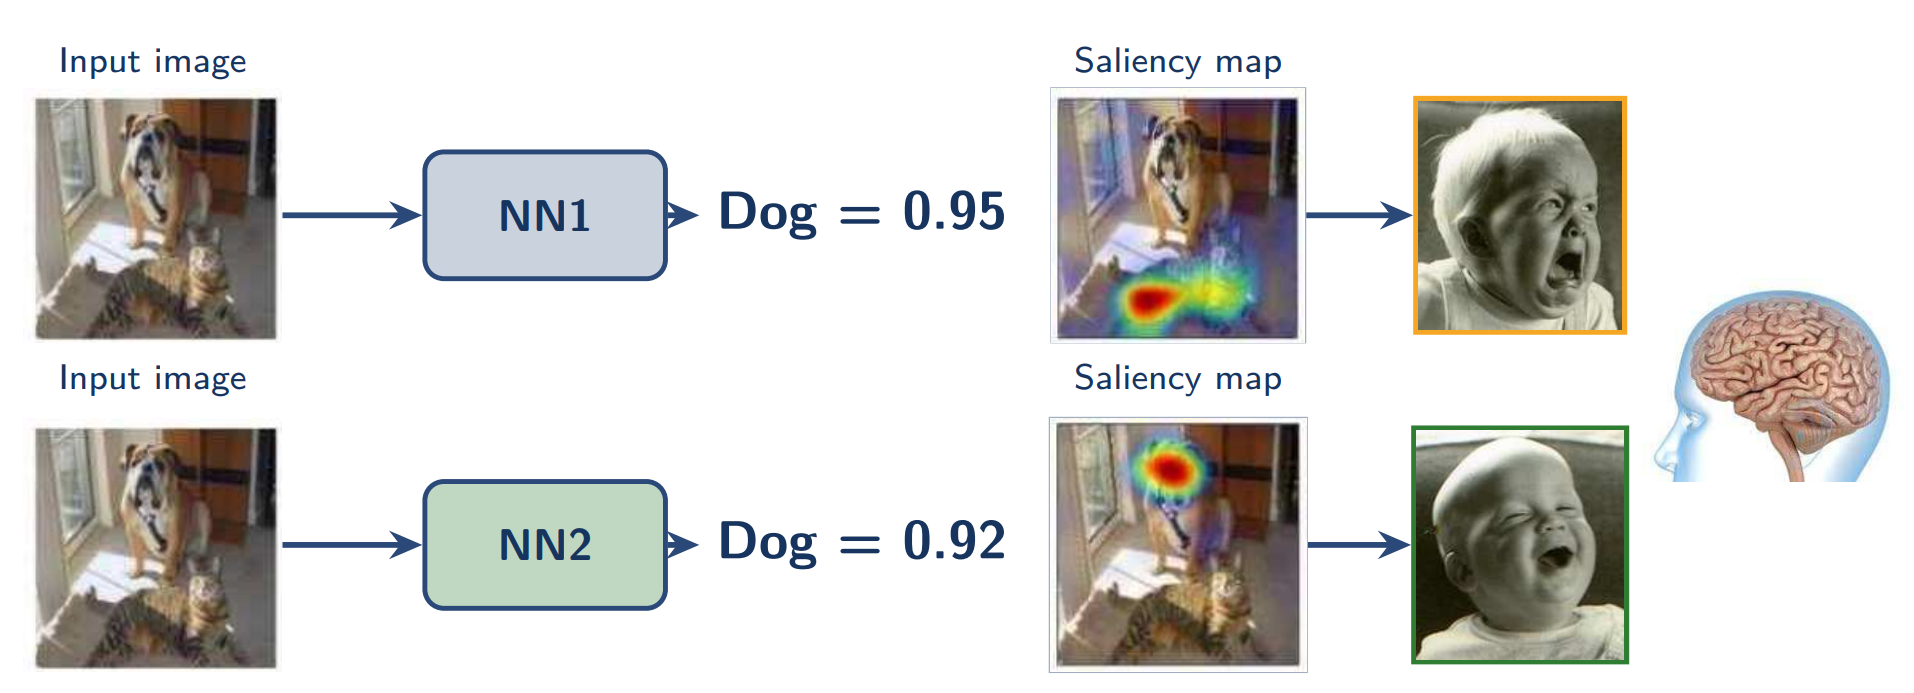 Input image
Saliency map
NN1
Dog = 0.95
Input image
Saliency map
NN2
Dog = 0.92